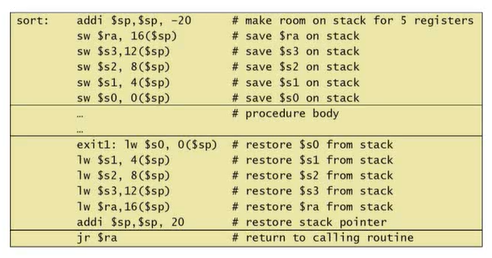 sort: addi $sp,$sp, -20 # make room on stack for 5 registers
sw $ra, 16($sp) # save $ra on stack
sw $s3,12($sp) # save $s3 on stack
sw $s2, 8($sp) # save $s2 on stack
sw $s1, 4($sp) # save $s1 on stack
sw $s0, 0($sp) # save $s0 on stack
… # procedure body
…
exit1: lw $s0, 0($sp) # restore $s0 from stack
lw $s1, 4($sp) # restore $s1 from stack
lw $s2, 8($sp) # restore $s2 from stack
lw $s3,12($sp) # restore $s3 from stack
lw $ra,16($sp) # restore $ra from stack
addi $sp,$sp, 20 # restore stack pointer
jr $ra # return to calling routine